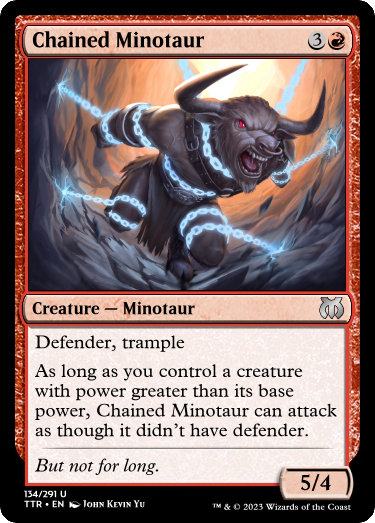 Chained Minotaur 3
Creature — Minotaur
Defender, trample
As long as you control a creature
with power greater than its base
power, Chained Minotaur can attack
as though it didn't have defender.
But not for long.
5/4
134/291 U
TTR • EN John Kevin Yu
™ & © 2023 Wizards of the Coast